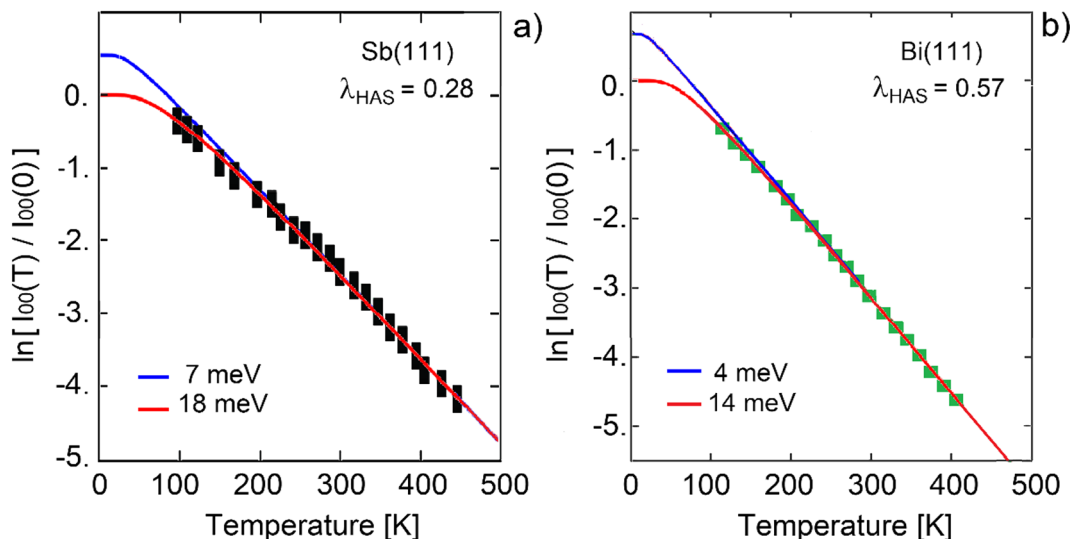 a)
Sb(111)
λHAS = 0.28
ln[ I00(T) / I00(0) ]
0.
-1.
-2.
-3.
-4.
-5.
7 meV
18 meV
0 100 200 300 400 500
Temperature [K]
b)
Bi(111)
λHAS = 0.57
ln[ I00(T) / I00(0) ]
0.
-1.
-2.
-3.
-4.
-5.
4 meV
14 meV
0 100 200 300 400 500
Temperature [K]